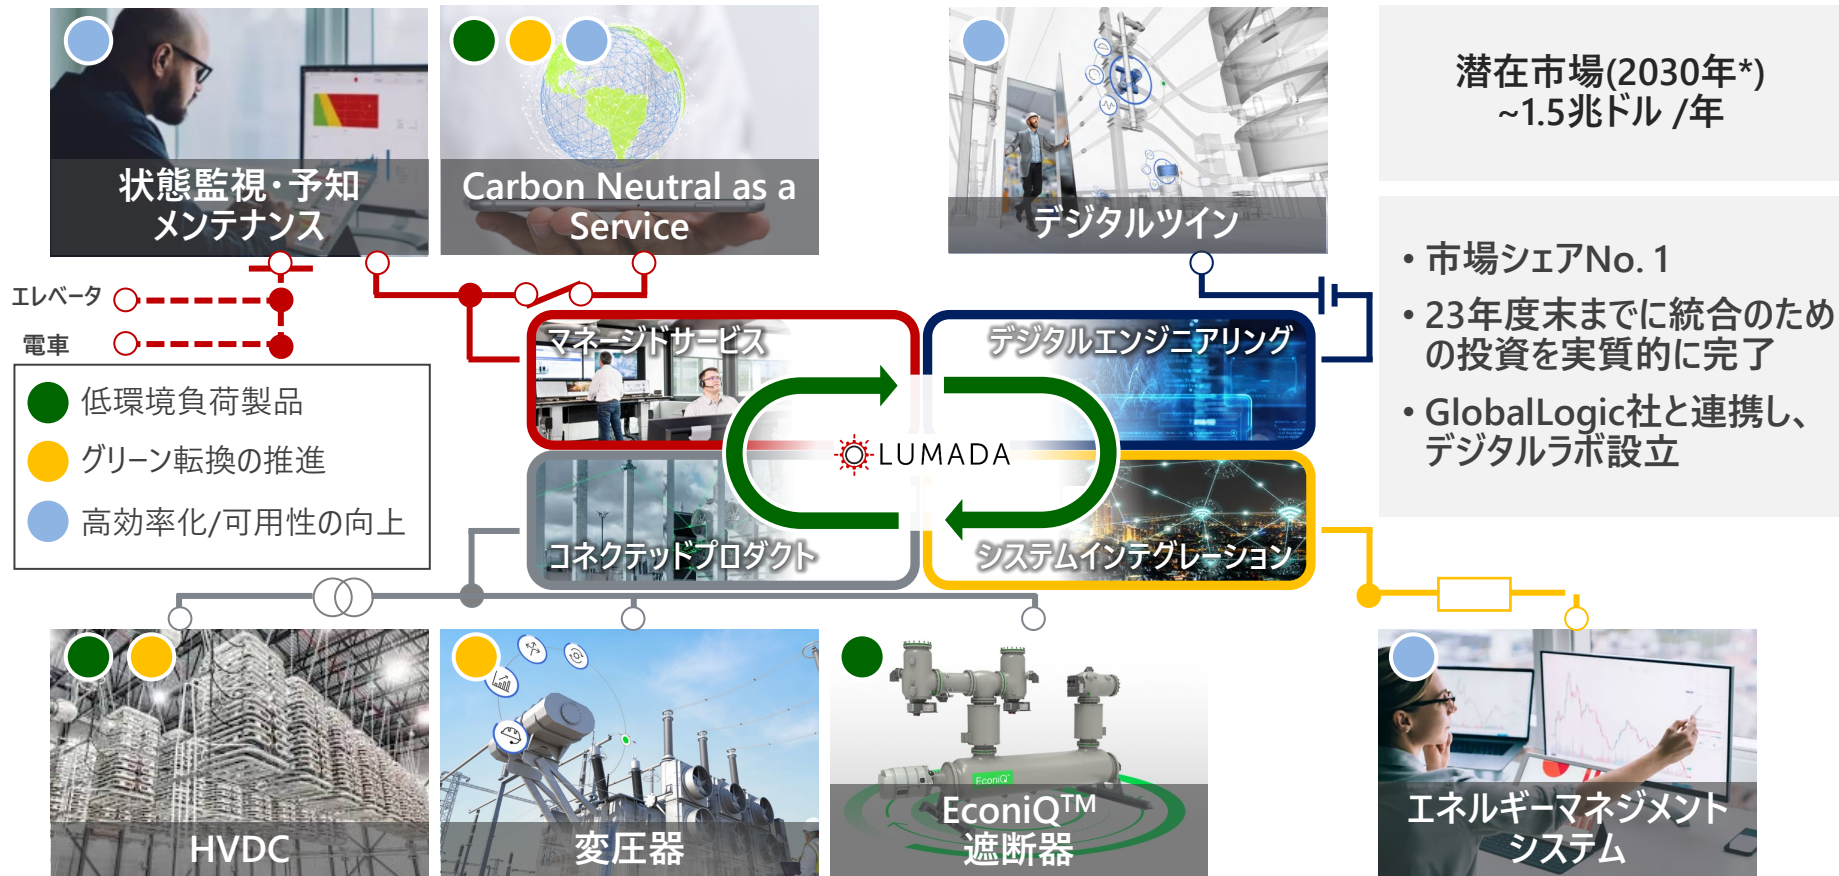 状態監視・予知
メンテナンス
Carbon Neutral as a
Service
デジタルツイン
潜在市場(2030年*)
~1.5兆ドル /年
エレベータ
電車
• 市場シェアNo. 1
• 23年度末までに統合のため
の投資を実質的に完了
• GlobalLogic社と連携し、
デジタルラボ設立
マネージドサービス
デジタルエンジニアリング
低環境負荷製品
グリーン転換の推進
高効率化/可用性の向上
LUMADA
コネクテッドプロダクト
システムインテグレーション
HVDC
変圧器
EconiQ
EconiQ™
遮断器
エネルギーマネジメント
システム